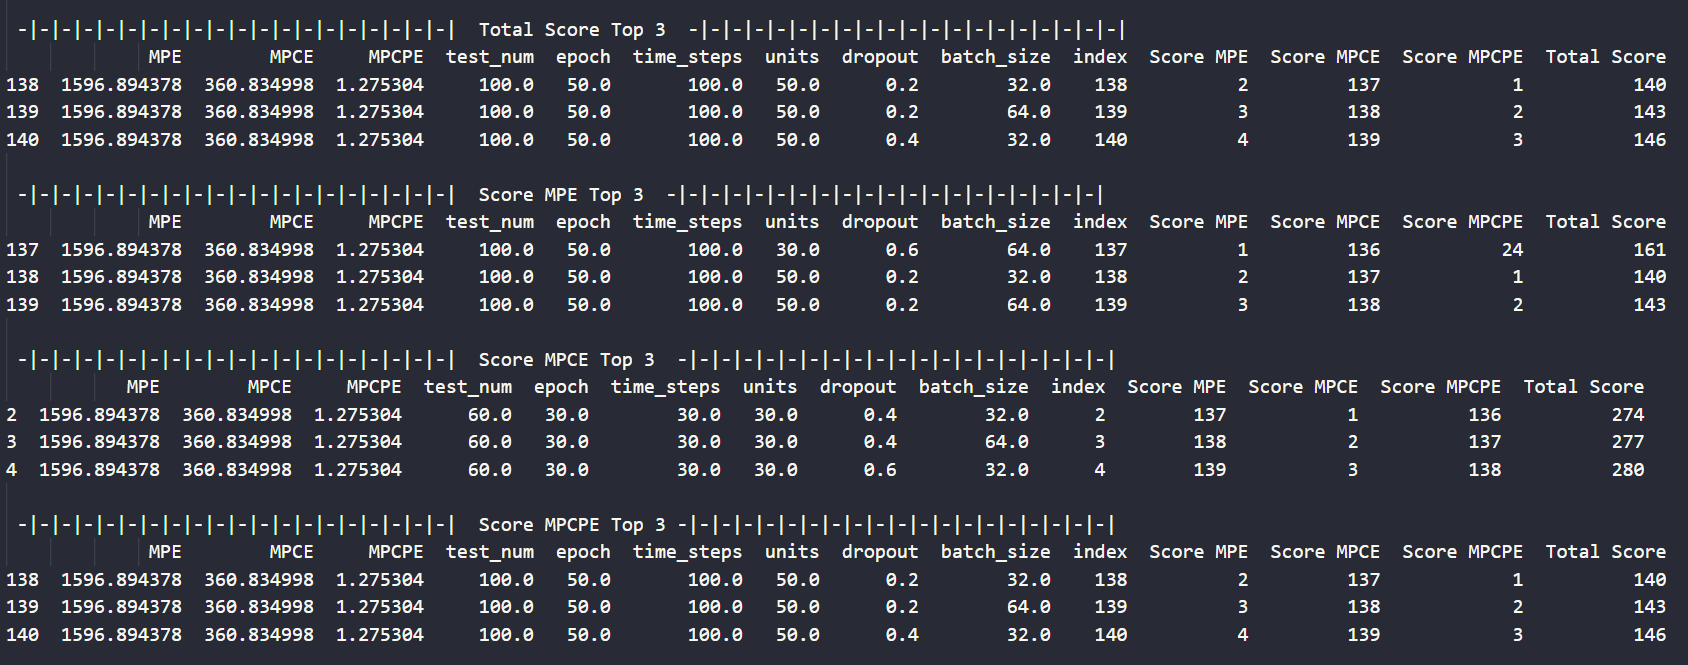 -|-|-|-|-|-|-|-|-|-|-|-|-|-|-|-|-|-|-|-|  Total Score Top 3  -|-|-|-|-|-|-|-|-|-|-|-|-|-|-|-|-|-|-|-|
MPE MPCE MPCPE test_num epoch time_steps units dropout batch_size index Score MPE Score MPCE Score MPCPE Total Score
138 1596.894378 360.834998 1.275304 100.0 50.0 100.0 50.0 0.2 32.0 138 2 137 1 140
139 1596.894378 360.834998 1.275304 100.0 50.0 100.0 50.0 0.2 64.0 139 3 138 2 143
140 1596.894378 360.834998 1.275304 100.0 50.0 100.0 50.0 0.4 32.0 140 4 139 3 146
-|-|-|-|-|-|-|-|-|-|-|-|-|-|-|-|-|-|-|-|  Score MPE Top 3  -|-|-|-|-|-|-|-|-|-|-|-|-|-|-|-|-|-|-|-|
MPE MPCE MPCPE test_num epoch time_steps units dropout batch_size index Score MPE Score MPCE Score MPCPE Total Score
137 1596.894378 360.834998 1.275304 100.0 50.0 100.0 30.0 0.6 64.0 137 1 136 24 161
138 1596.894378 360.834998 1.275304 100.0 50.0 100.0 50.0 0.2 32.0 138 2 137 1 140
139 1596.894378 360.834998 1.275304 100.0 50.0 100.0 50.0 0.2 64.0 139 3 138 2 143
-|-|-|-|-|-|-|-|-|-|-|-|-|-|-|-|-|-|-|-|  Score MPCE Top 3  -|-|-|-|-|-|-|-|-|-|-|-|-|-|-|-|-|-|-|-|
MPE MPCE MPCPE test_num epoch time_steps units dropout batch_size index Score MPE Score MPCE Score MPCPE Total Score
2 1596.894378 360.834998 1.275304 60.0 30.0 30.0 30.0 0.4 32.0 2 137 1 136 274
3 1596.894378 360.834998 1.275304 60.0 30.0 30.0 30.0 0.4 64.0 3 138 2 137 277
4 1596.894378 360.834998 1.275304 60.0 30.0 30.0 30.0 0.6 32.0 4 139 3 138 280
-|-|-|-|-|-|-|-|-|-|-|-|-|-|-|-|-|-|-|-|  Score MPCPE Top 3 -|-|-|-|-|-|-|-|-|-|-|-|-|-|-|-|-|-|-|-|
MPE MPCE MPCPE test_num epoch time_steps units dropout batch_size index Score MPE Score MPCE Score MPCPE Total Score
138 1596.894378 360.834998 1.275304 100.0 50.0 100.0 50.0 0.2 32.0 138 2 137 1 140
139 1596.894378 360.834998 1.275304 100.0 50.0 100.0 50.0 0.2 64.0 139 3 138 2 143
140 1596.894378 360.834998 1.275304 100.0 50.0 100.0 50.0 0.4 32.0 140 4 139 3 146